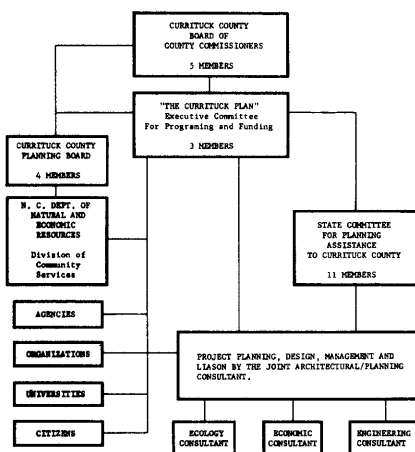 CURRITUCK COUNTY
BOARD OF
COUNTY COMMISSIONERS
5 MEMBERS
"THE CURRITUCK PLAN"
Executive Committee
For Programing and Funding
3 MEMBERS
CURRITUCK COUNTY
PLANNING BOARD
4 MEMBERS
N. C. DEPT. OF
NATURAL AND
ECONOMIC
RESOURCES
Division of
Community
Services
STATE COMMITTEE
FOR PLANNING
ASSISTANCE
TO CURRITUCK COUNTY
11 MEMBERS
AGENCIES
ORGANIZATIONS
UNIVERSITIES
CITIZENS
PROJECT PLANNING, DESIGN, MANAGEMENT AND
LIASON BY THE JOINT ARCHITECTURAL/PLANNING
CONSULTANT.
ECOLOGY
CONSULTANT
ECONOMIC
CONSULTANT
ENGINEERING
CONSULTANT